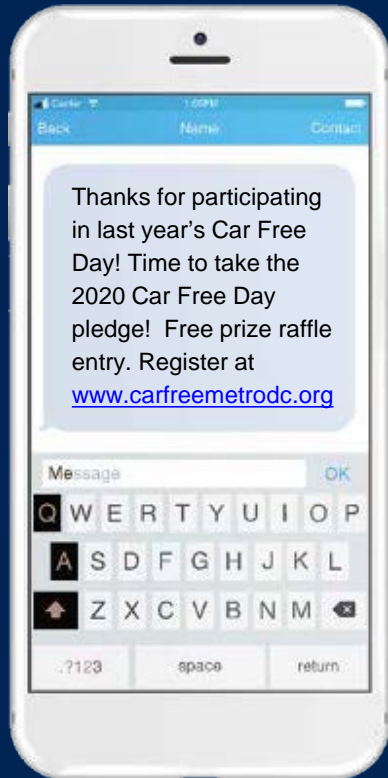 Carrier 1:00PM
Back Name Contact
Thanks for participating
in last year's Car Free
Day! Time to take the
2020 Car Free Day
pledge!  Free prize raffle
entry. Register at
www.carfreemetrodc.org
Message OK
Q W E R T Y U I O P
A S D F G H J K L
Z X C V B N M
.?123 space return